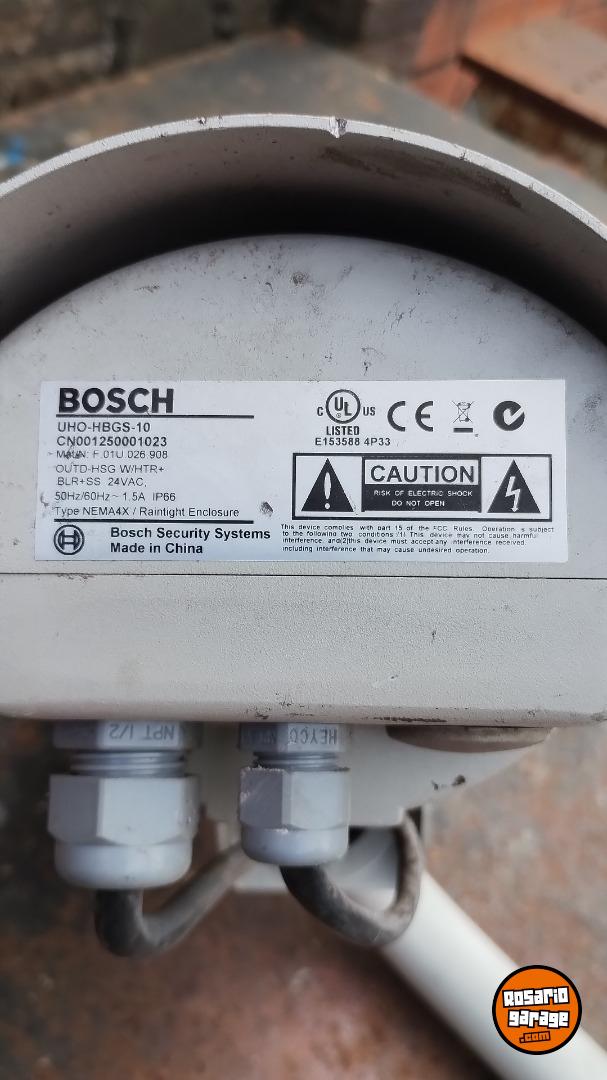 BOSCH
UHO-HBGS-10
CN001250001023
F.01U 026 908
OUTD-HSG W/HTR+
BLR+SS 24VAC,
50Hz/60Hz~ 1.5A IP66
Type NEMA4X / Raintight Enclosure
Bosch Security Systems
Made in China
C UL US
LISTED
E153588 4P33
CE
CAUTION
RISK OF ELECTRIC SHOCK
DO NOT OPEN
This device complies with part 15 of the FCC Rules. Operation is subject
to the following two conditions (1) This device may not cause harmful
interference and(2)this device must accept any interference received.
including interference that may cause undesired operation.
NPT 1/2
HEYCO
Rosario
garage
.com